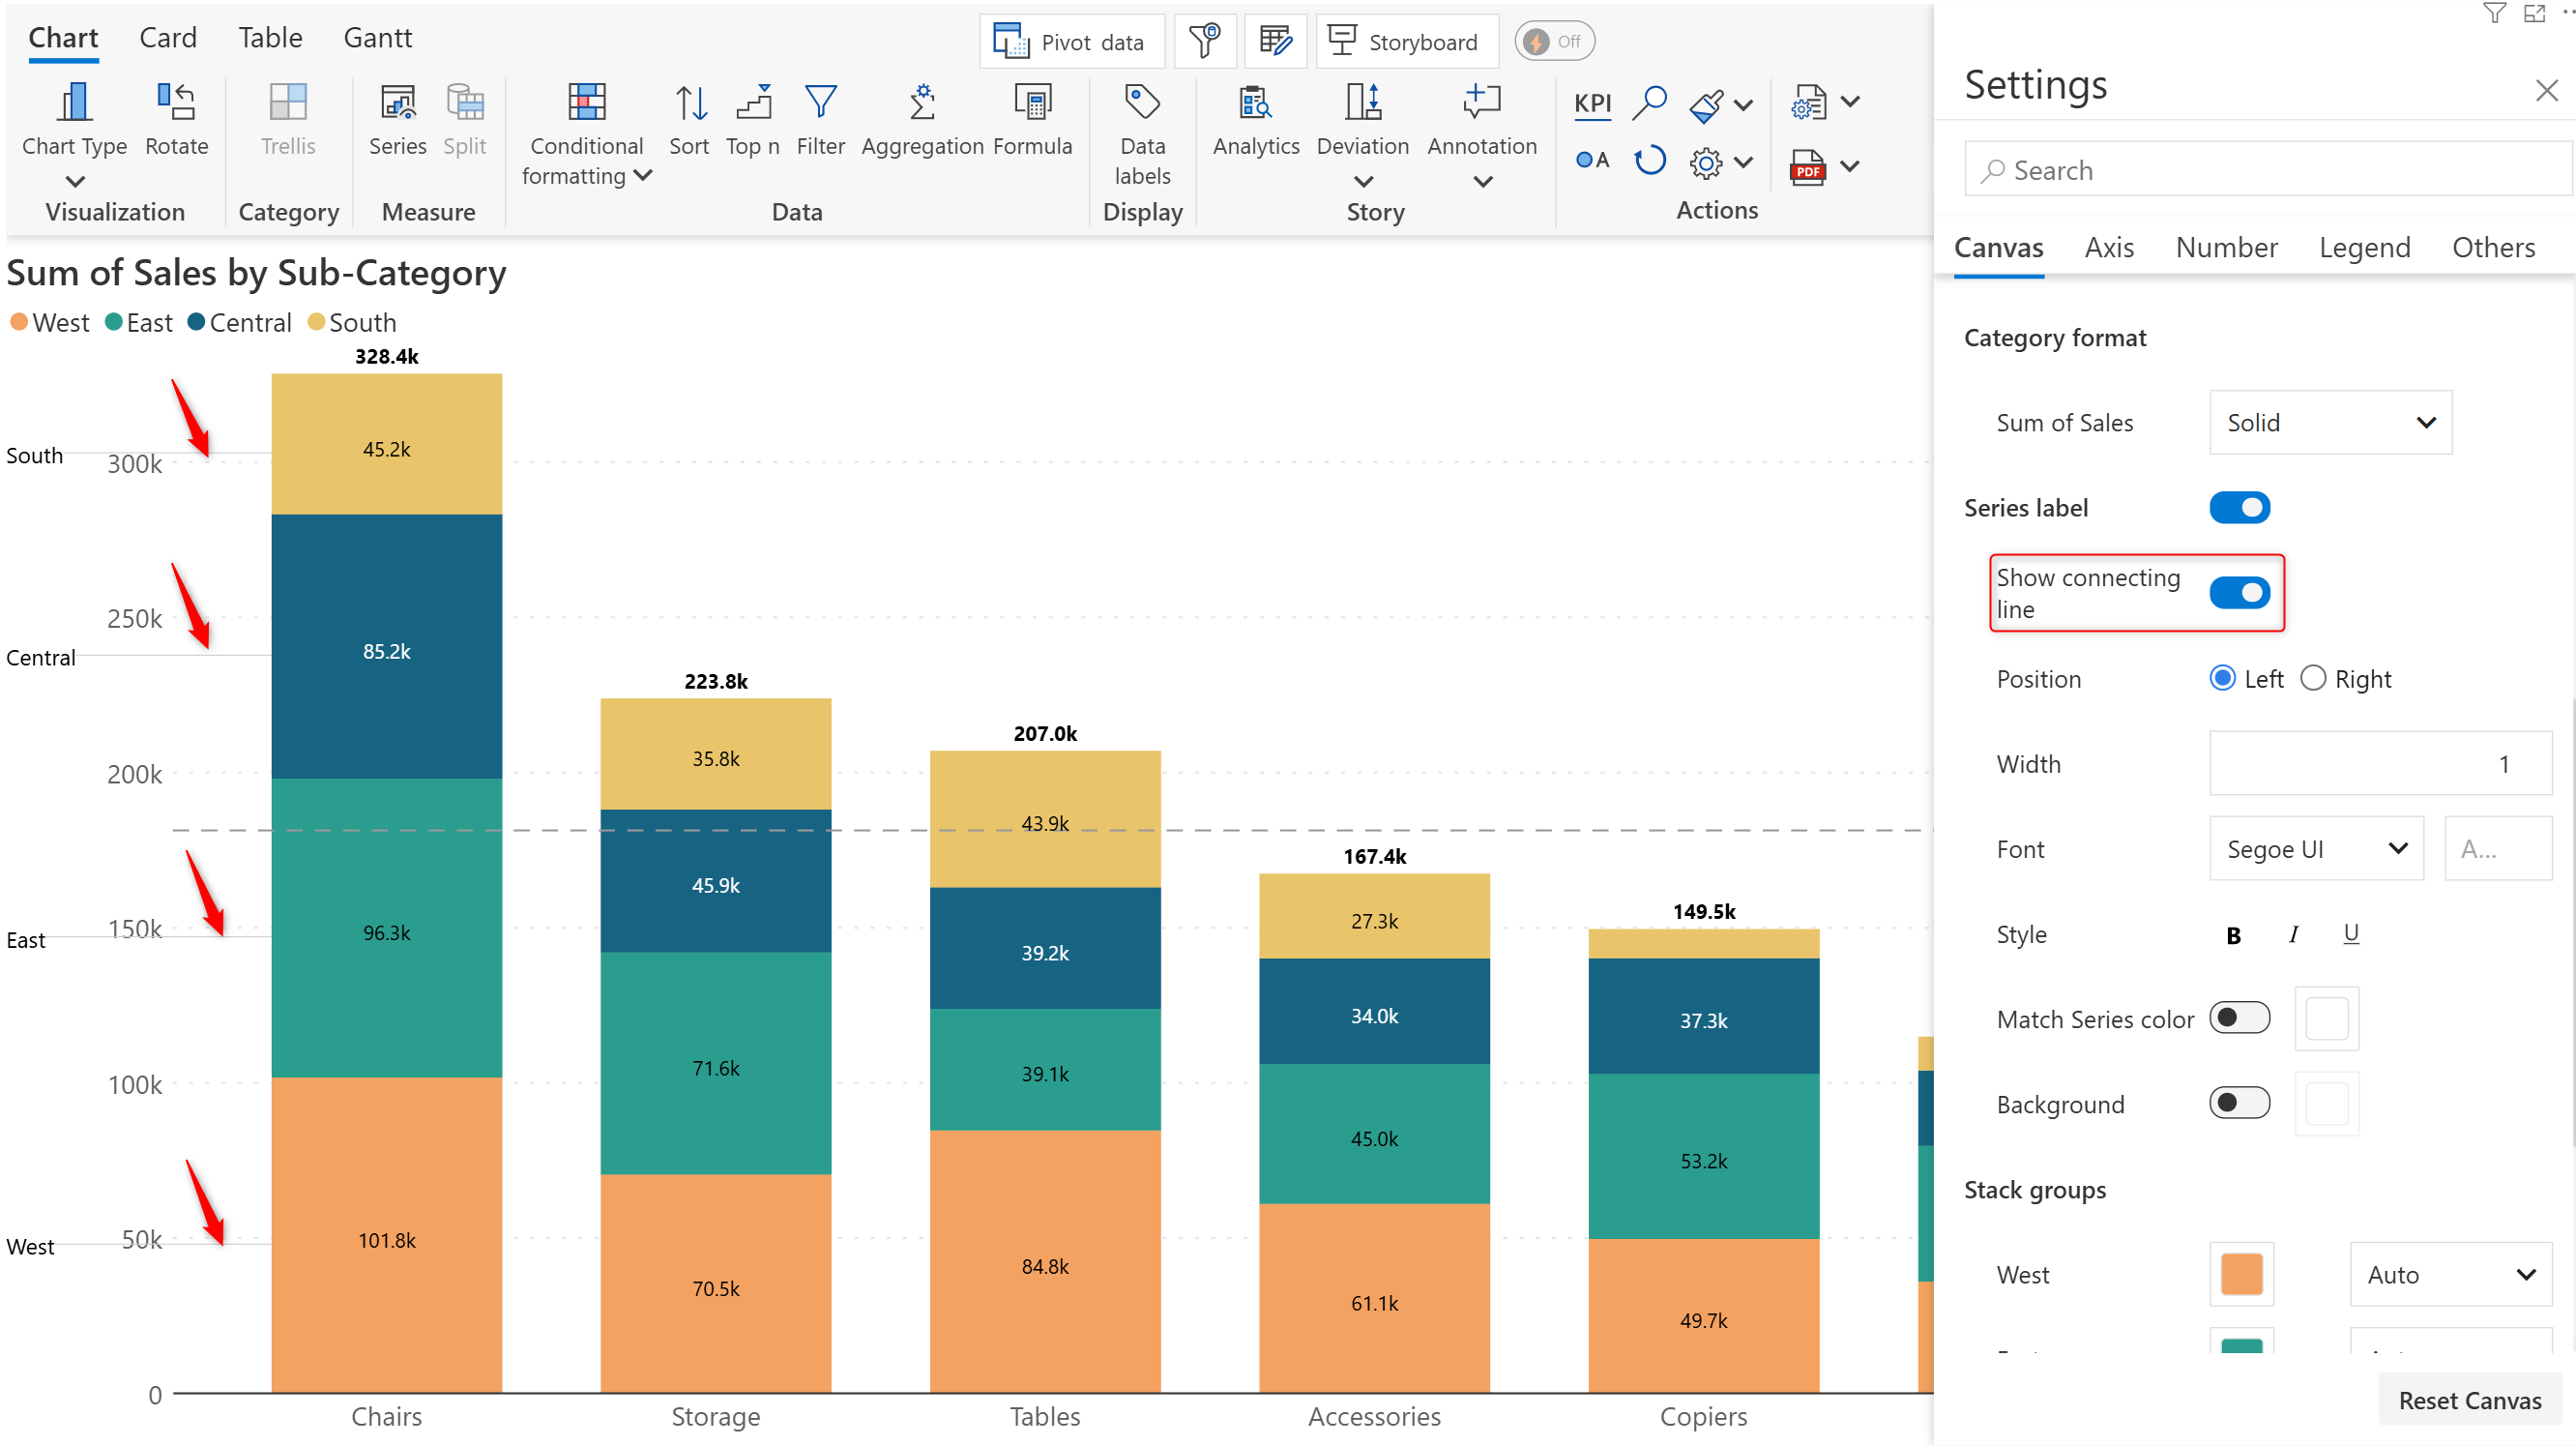 Chart Card Table Gantt
Pivot data
Storyboard
Off
Chart Type
Rotate
Trellis
Series
Split
Conditional
formatting
Sort
Top n
Filter
Aggregation
Formula
Data
labels
Analytics
Deviation
Annotation
KPI
A
PDF
Visualization
Category
Measure
Data
Display
Story
Actions
Sum of Sales by Sub-Category
West East Central South
328.4k
South
300k
45.2k
250k
Central
85.2k
223.8k
207.0k
200k
35.8k
43.9k
167.4k
149.5k
East
150k
96.3k
45.9k
39.2k
27.3k
100k
71.6k
39.1k
34.0k
37.3k
45.0k
53.2k
West
50k
101.8k
70.5k
84.8k
61.1k
49.7k
0
Chairs
Storage
Tables
Accessories
Copiers
Settings
Search
Canvas Axis Number Legend Others
Category format
Sum of Sales Solid
Series label
Show connecting
line
Position Left Right
Width 1
Font Segoe UI A...
Style B I U
Match Series color
Background
Stack groups
West Auto
Reset Canvas